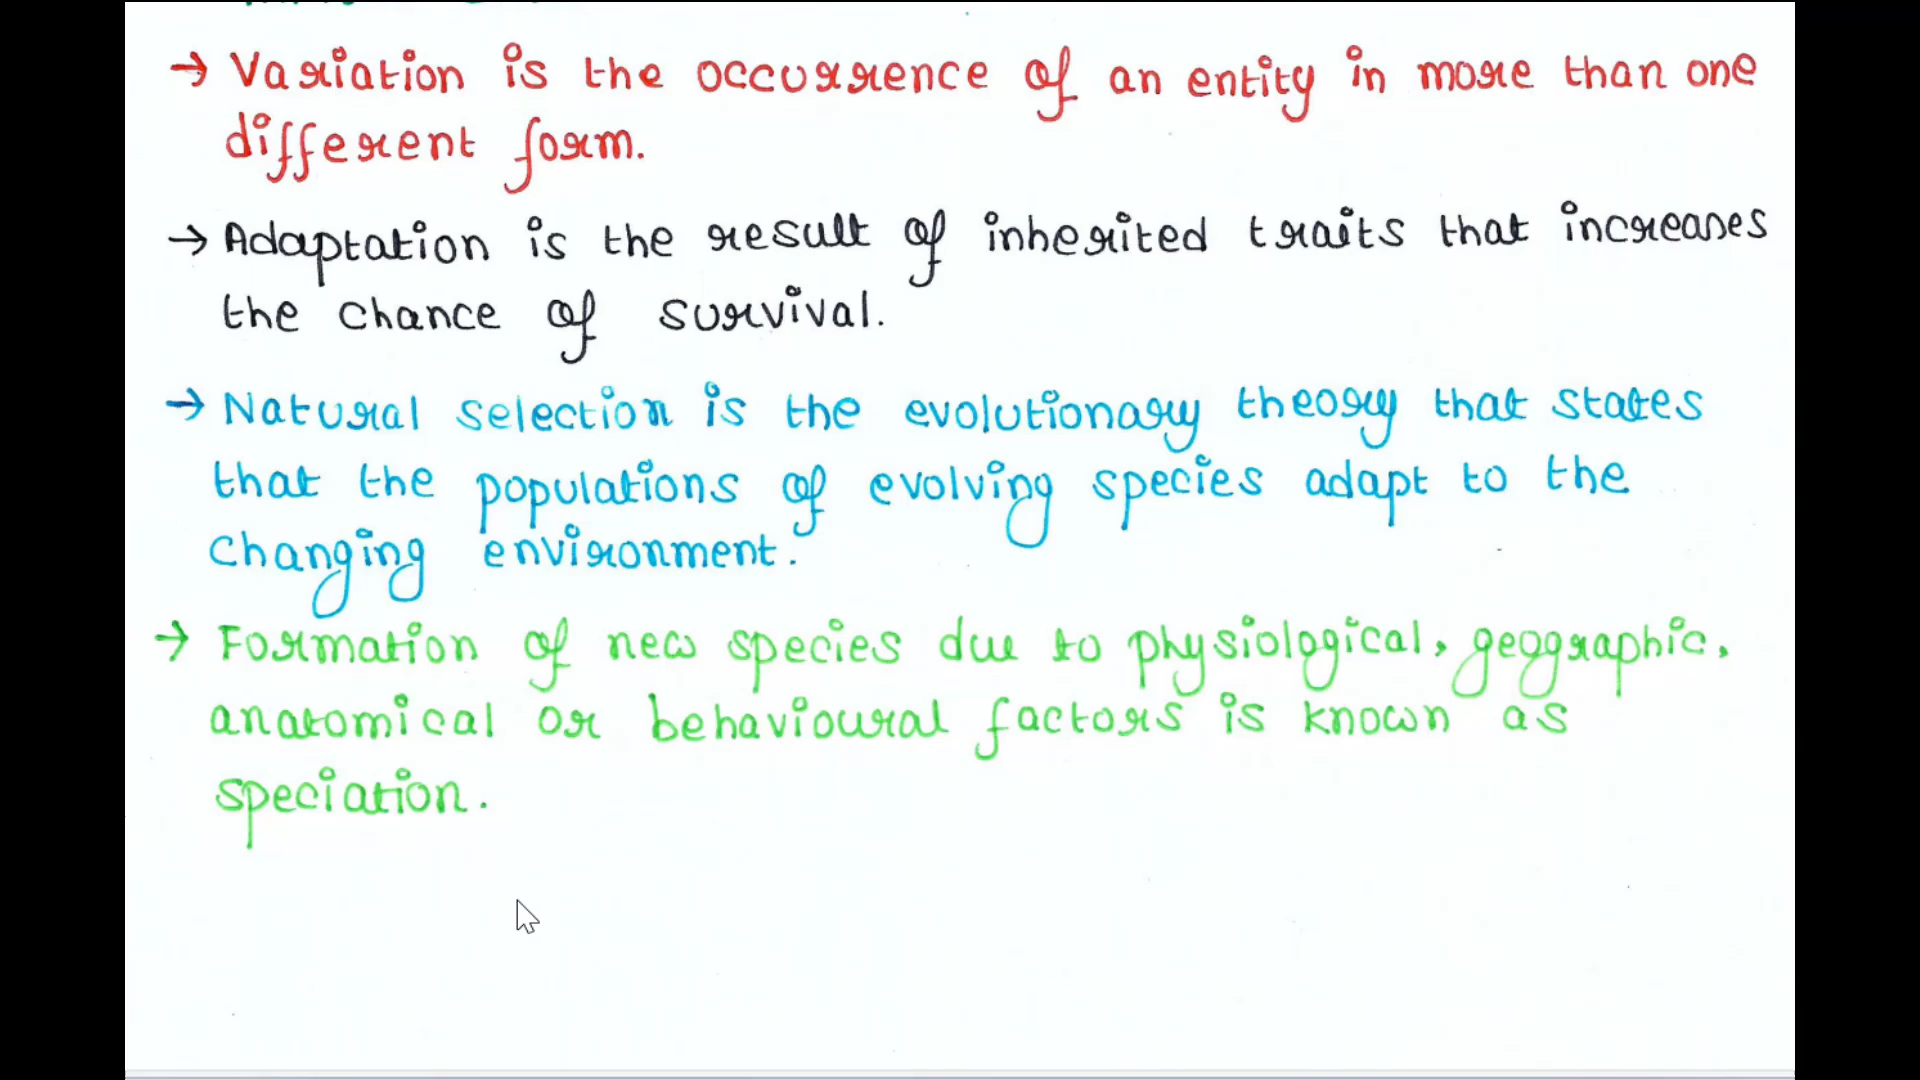 → Variation is the occurrence of an entity in more than one
different form.
→ Adaptation is the result of inherited traits that increases
the chance of survival.
→ Natural selection is the evolutionary theory that states
that the populations of evolving species adapt to the
changing environment.
→ Formation of new species due to physiological, geographic,
anatomical or behavioural factors is known as
speciation.